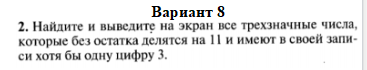 Вариант 8
2. Найдите и выведите на экран все трехзначные числа,
которые без остатка делятся на 11 и имеют в своей запи-
си хотя бы одну цифру 3.